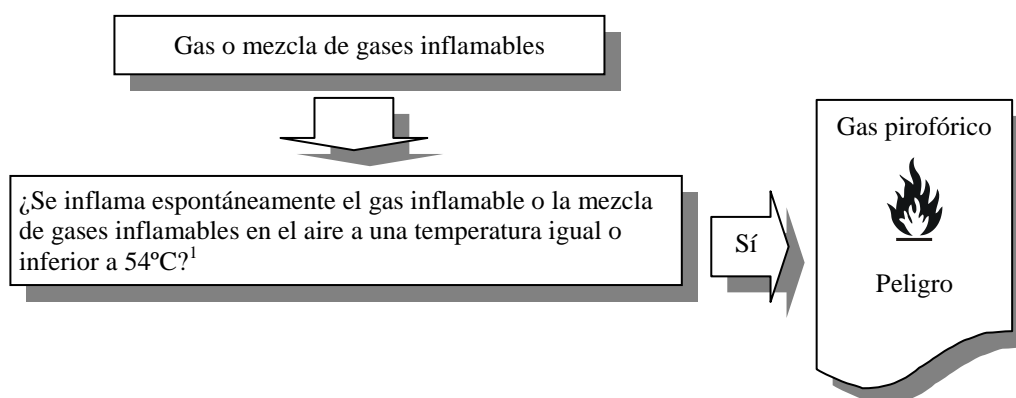 Gas o mezcla de gases inflamables
Gas pirofórico
¿Se inflama espontáneamente el gas inflamable o la mezcla
de gases inflamables en el aire a una temperatura igual o
inferior a 54ºC?¹
Sí
Peligro